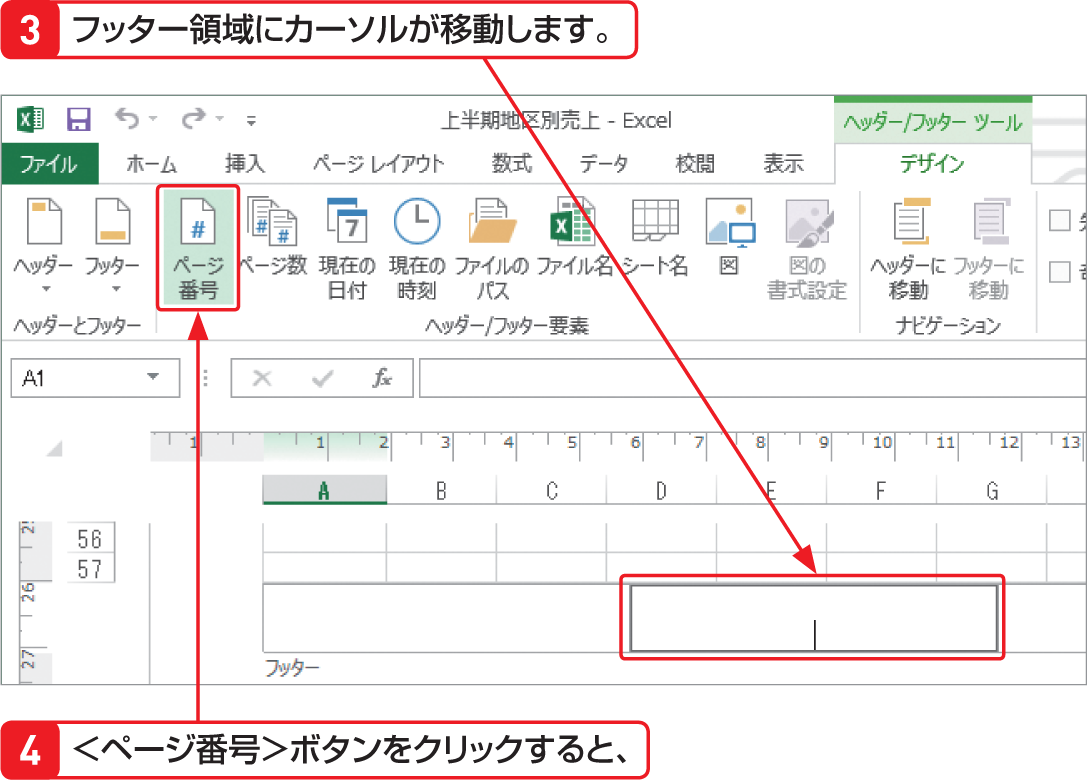 3 フッター領域にカーソルが移動します。
上半期地区別売上 - Excel
ヘッダー/フッター ツール
ファイル ホーム 挿入 ページ レイアウト 数式 データ 校閲 表示 デザイン
# # # 7
ヘッダー フッター ページ番号 ページ数 現在の日付 現在の時刻 ファイルのパス ファイル名 シート名 図 図の書式設定 ヘッダーに移動 フッターに移動
ヘッダーとフッター ヘッダー/フッター要素 ナビゲーション
A1 fx
1 1 2 3 4 5 6 7 8 9 10 11 12 13
A B C D E F G
25 56
57
26
27
フッター
4 <ページ番号>ボタンをクリックすると、